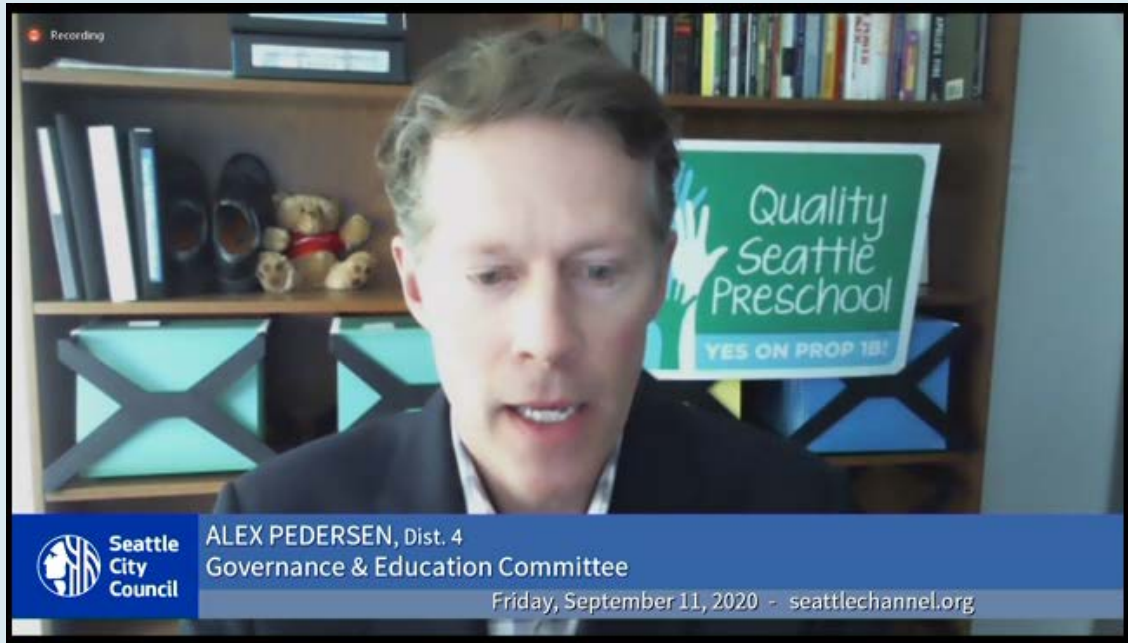 Recording
Quality
Seattle
Preschool
YES ON PROP 1B!
Seattle
City
Council
ALEX PEDERSEN, Dist. 4
Governance & Education Committee
Friday, September 11, 2020 - seattlechannel.org